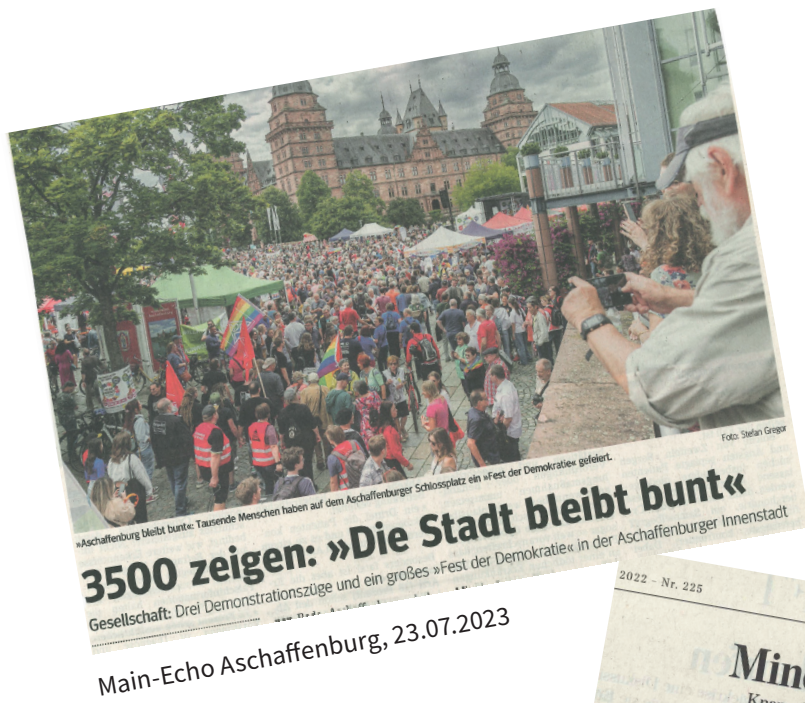 Foto: Stefan Gregor
»Aschaffenburg bleibt bunt«: Tausende Menschen haben auf dem Aschaffenburger Schlossplatz ein »Fest der Demokratie« gefeiert.
3500 zeigen: »Die Stadt bleibt bunt«
Gesellschaft: Drei Demonstrationszüge und ein großes »Fest der Demokratie« in der Aschaffenburger Innenstadt
Main-Echo Aschaffenburg, 23.07.2023
2022 – Nr. 225